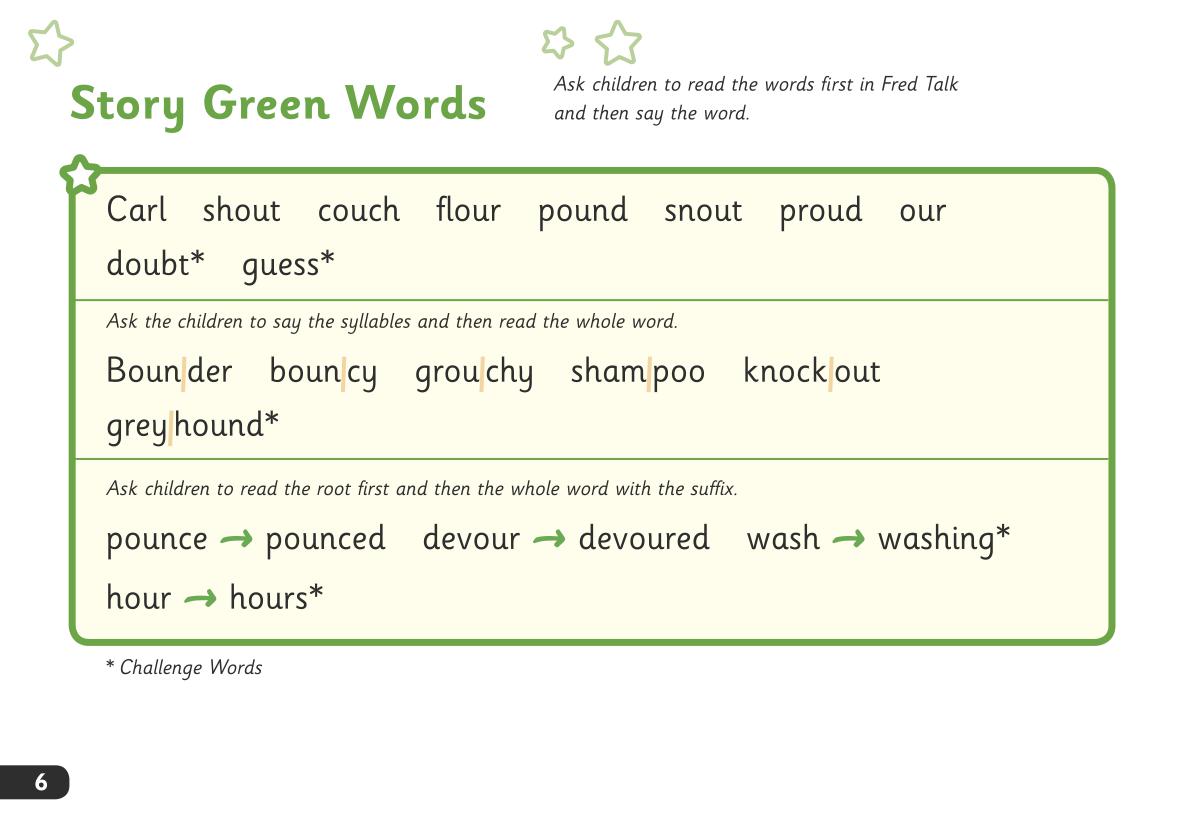 Story Green Words
Ask children to read the words first in Fred Talk
and then say the word.
Carl shout couch flour pound snout proud our
doubt* guess*
Ask the children to say the syllables and then read the whole word.
Boun|der boun|cy grou|chy sham|poo knock|out
grey|hound*
Ask children to read the root first and then the whole word with the suffix.
pounce → pounced devour → devoured wash → washing*
hour → hours*
* Challenge Words
6